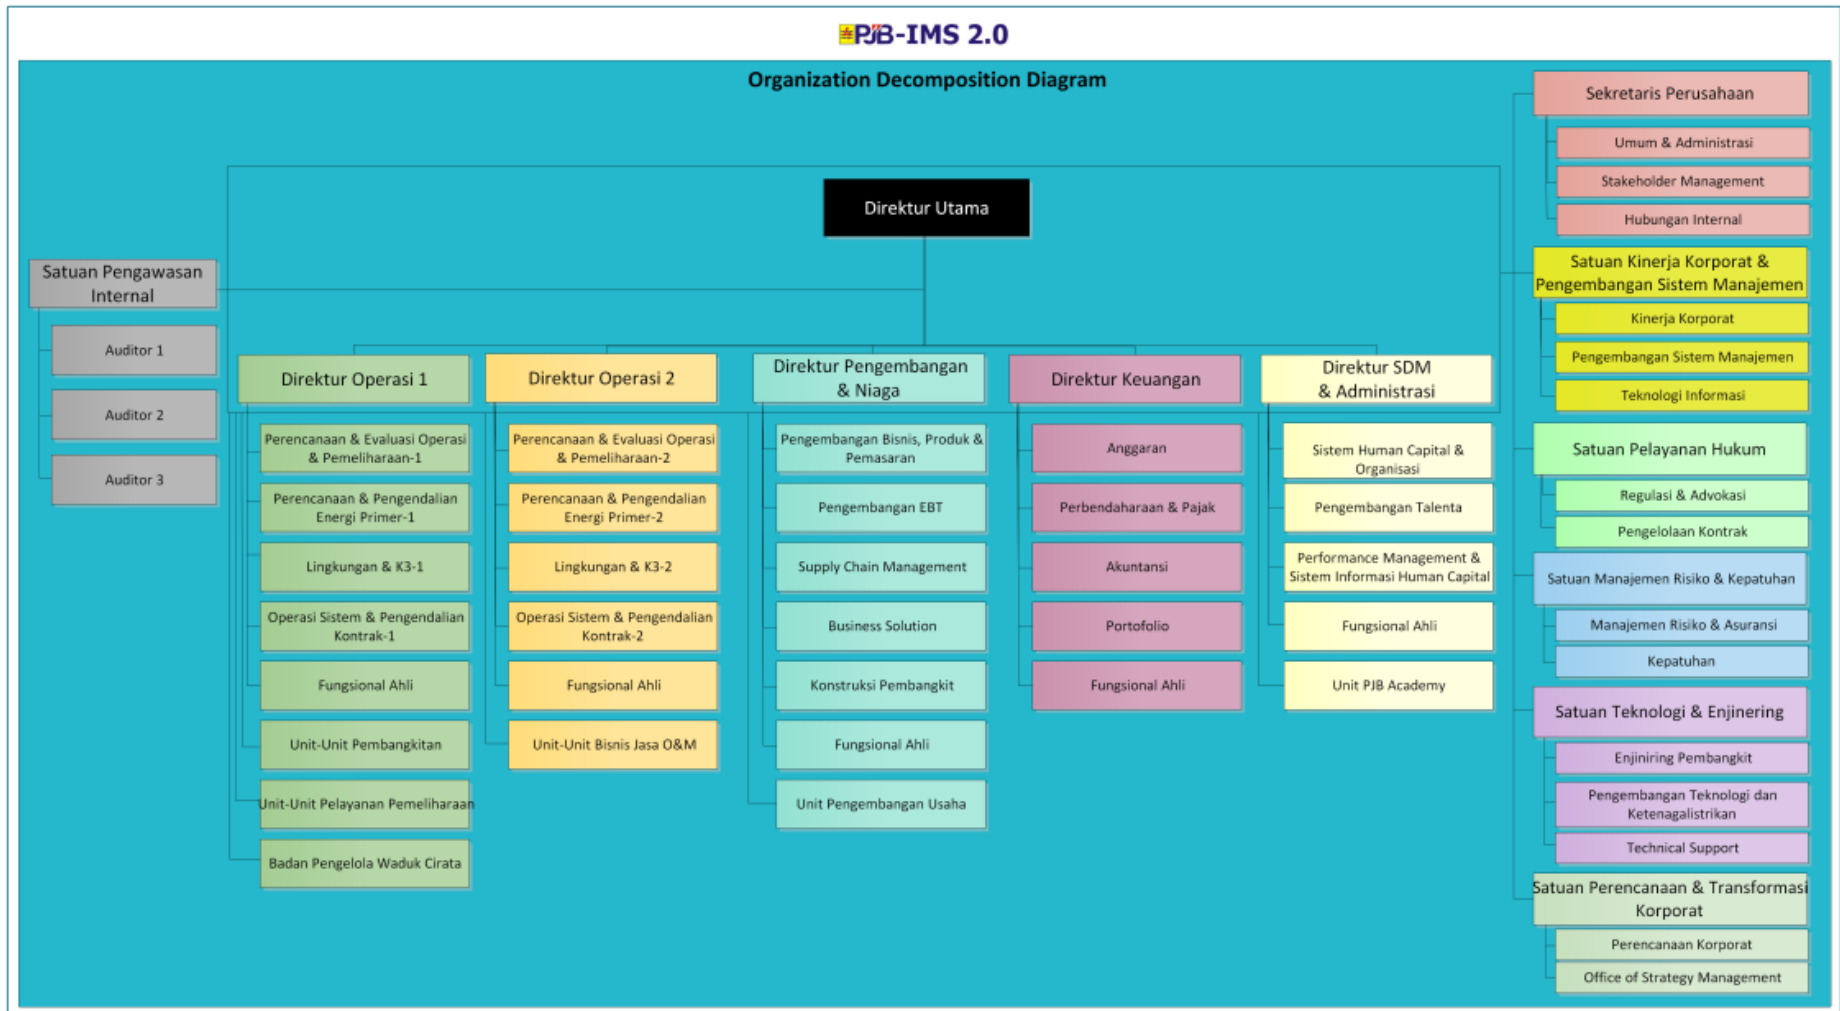 PJB-IMS 2.0
Organization Decomposition Diagram
Direktur Utama
Satuan Pengawasan
Internal
Auditor 1
Auditor 2
Auditor 3
Direktur Operasi 1
Perencanaan & Evaluasi Operasi
& Pemeliharaan-1
Perencanaan & Pengendalian
Energi Primer-1
Lingkungan & K3-1
Operasi Sistem & Pengendalian
Kontrak-1
Fungsional Ahli
Unit-Unit Pembangkitan
Unit-Unit Pelayanan Pemeliharaan
Badan Pengelola Waduk Cirata
Direktur Operasi 2
Perencanaan & Evaluasi Operasi
& Pemeliharaan-2
Perencanaan & Pengendalian
Energi Primer-2
Lingkungan & K3-2
Operasi Sistem & Pengendalian
Kontrak-2
Fungsional Ahli
Unit-Unit Bisnis Jasa O&M
Direktur Pengembangan
& Niaga
Pengembangan Bisnis, Produk &
Pemasaran
Pengembangan EBT
Supply Chain Management
Business Solution
Konstruksi Pembangkit
Fungsional Ahli
Unit Pengembangan Usaha
Direktur Keuangan
Anggaran
Perbendaharaan & Pajak
Akuntansi
Portofolio
Fungsional Ahli
Direktur SDM
& Administrasi
Sistem Human Capital &
Organisasi
Pengembangan Talenta
Performance Management &
Sistem Informasi Human Capital
Fungsional Ahli
Unit PJB Academy
Sekretaris Perusahaan
Umum & Administrasi
Stakeholder Management
Hubungan Internal
Satuan Kinerja Korporat &
Pengembangan Sistem Manajemen
Kinerja Korporat
Pengembangan Sistem Manajemen
Teknologi Informasi
Satuan Pelayanan Hukum
Regulasi & Advokasi
Pengelolaan Kontrak
Satuan Manajemen Risiko & Kepatuhan
Manajemen Risiko & Asuransi
Kepatuhan
Satuan Teknologi & Enjinering
Enjiniring Pembangkit
Pengembangan Teknologi dan
Ketenagalistrikan
Technical Support
Satuan Perencanaan & Transformasi
Korporat
Perencanaan Korporat
Office of Strategy Management